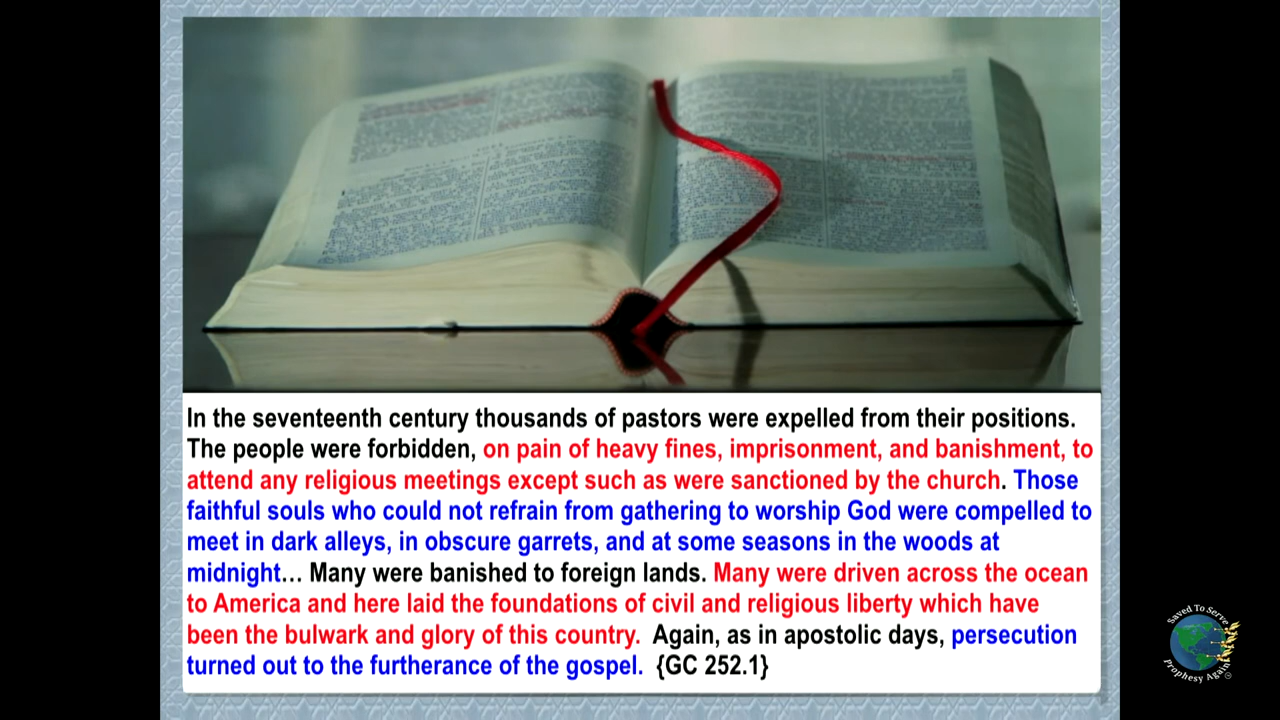 In the seventeenth century thousands of pastors were expelled from their positions.
The people were forbidden, on pain of heavy fines, imprisonment, and banishment, to
attend any religious meetings except such as were sanctioned by the church. Those
faithful souls who could not refrain from gathering to worship God were compelled to
meet in dark alleys, in obscure garrets, and at some seasons in the woods at
midnight… Many were banished to foreign lands. Many were driven across the ocean
to America and here laid the foundations of civil and religious liberty which have
been the bulwark and glory of this country. Again, as in apostolic days, persecution
turned out to the furtherance of the gospel. {GC 252.1}
Saved To Serve
Prophesy Again